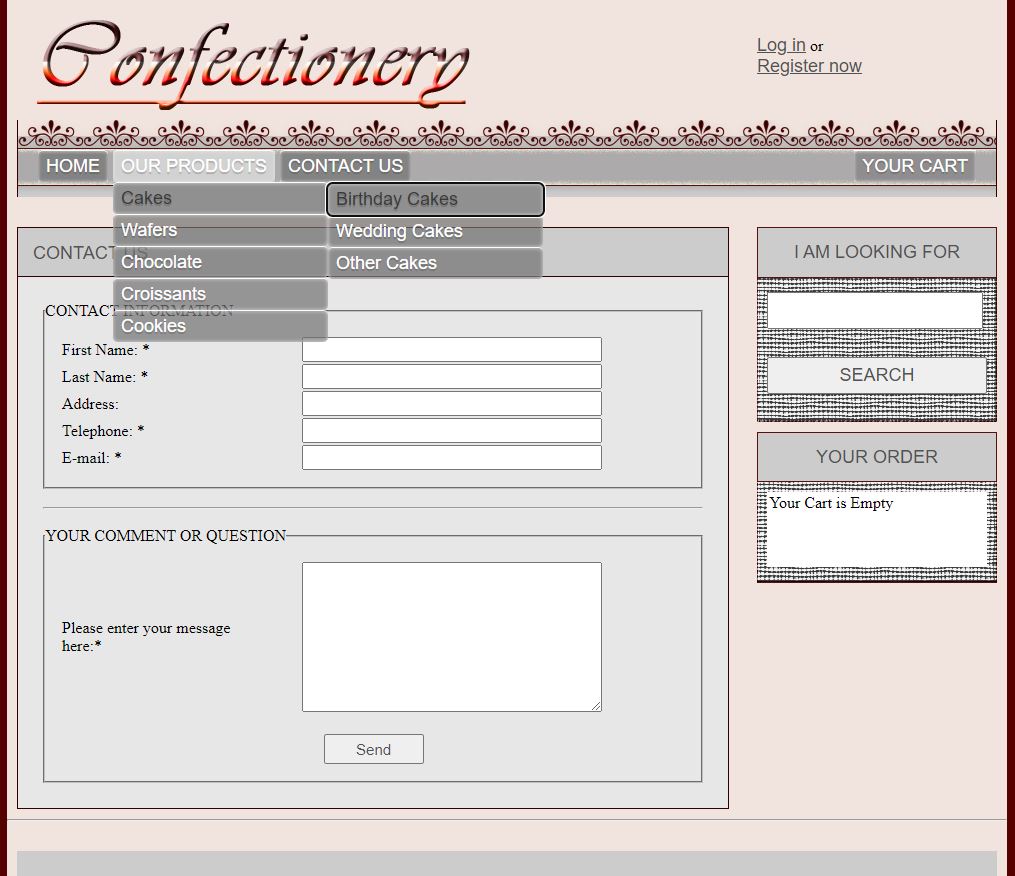 Confectionery
Log in or
Register now
HOME
OUR PRODUCTS
CONTACT US
YOUR CART
Cakes
Wafers
Chocolate
Croissants
Cookies
Birthday Cakes
Wedding Cakes
Other Cakes
CONTACT US
CONTACT INFORMATION
First Name: *
Last Name: *
Address:
Telephone: *
E-mail: *
YOUR COMMENT OR QUESTION
Please enter your message
here:*
Send
I AM LOOKING FOR
SEARCH
YOUR ORDER
Your Cart is Empty